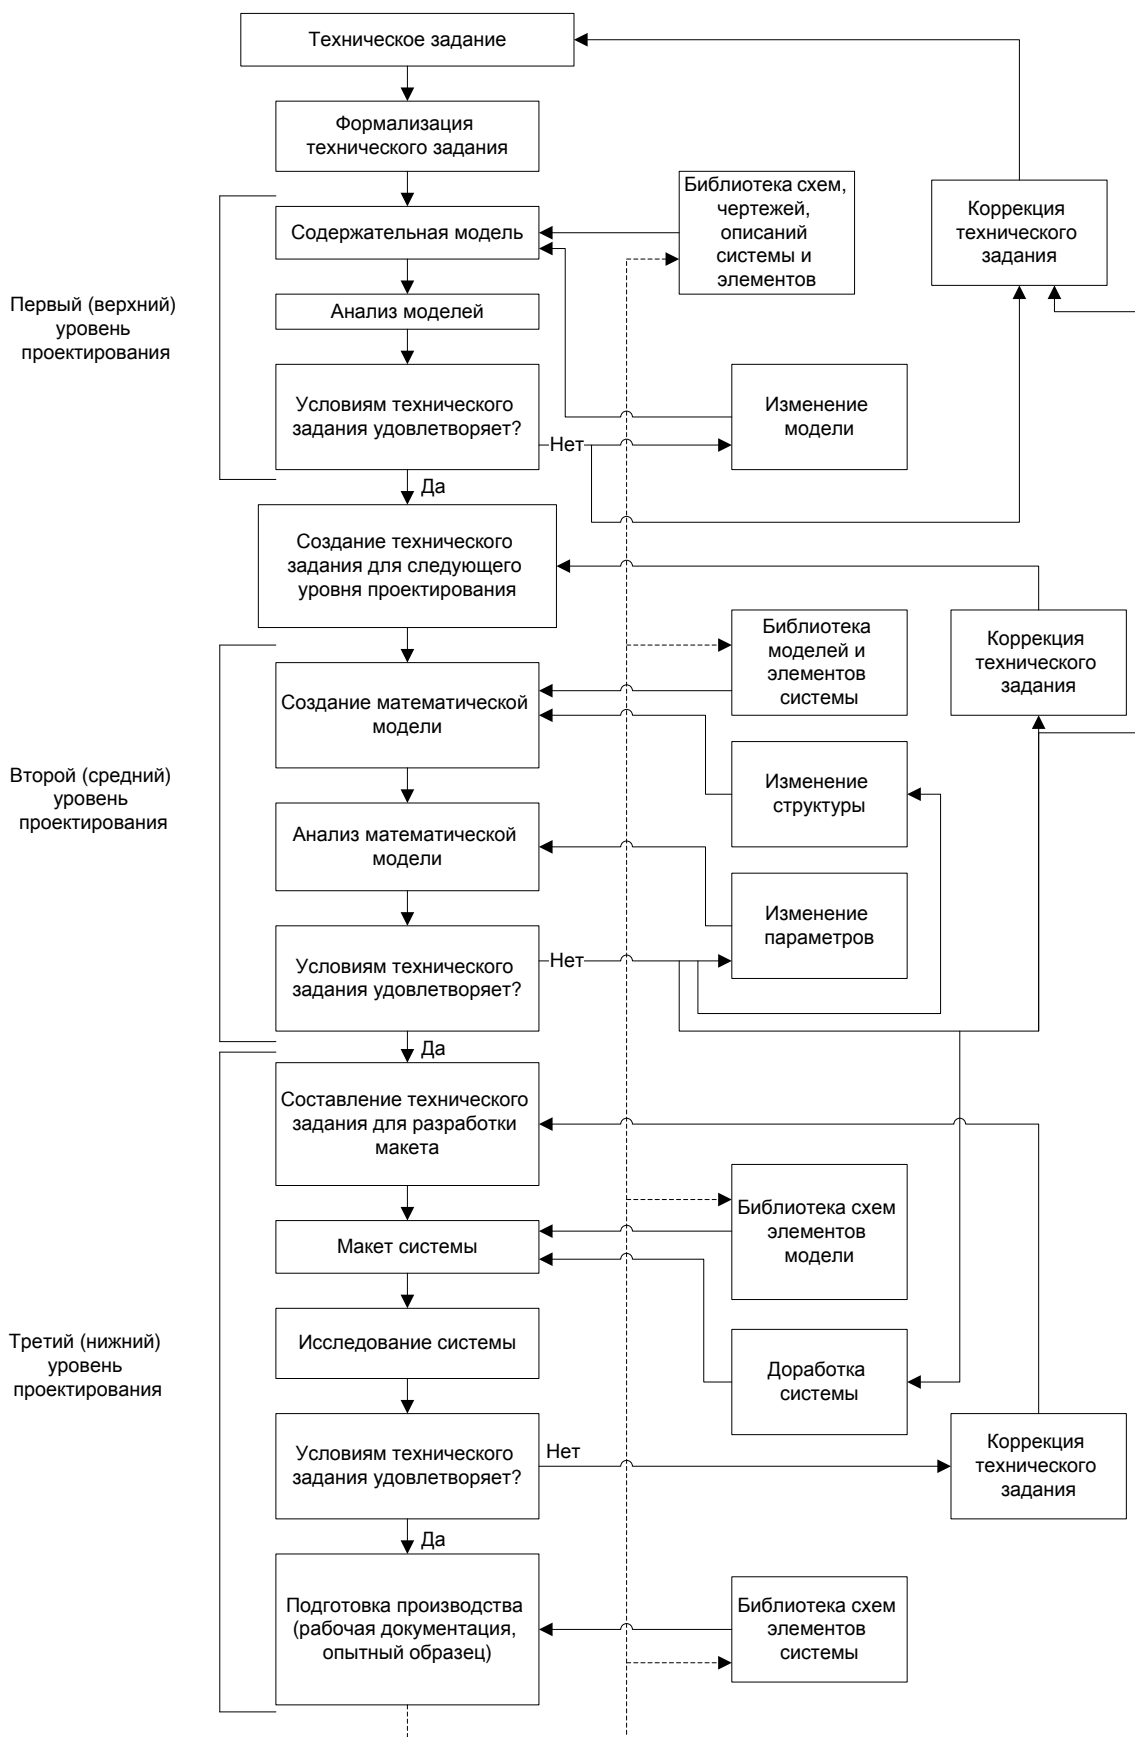 Техническое задание
Формализация
технического задания
Библиотека схем,
чертежей,
описаний
системы и
элементов
Коррекция
технического
задания
Содержательная модель
Анализ моделей
Первый (верхний)
уровень
проектирования
Условиям технического
задания удовлетворяет?
Нет
Изменение
модели
Да
Создание технического
задания для следующего
уровня проектирования
Библиотека
моделей и
элементов
системы
Коррекция
технического
задания
Создание математической
модели
Второй (средний)
уровень
проектирования
Изменение
структуры
Анализ математической
модели
Изменение
параметров
Условиям технического
задания удовлетворяет?
Нет
Да
Составление технического
задания для разработки
макета
Библиотека схем
элементов
модели
Макет системы
Третий (нижний)
уровень
проектирования
Исследование системы
Доработка
системы
Условиям технического
задания удовлетворяет?
Нет
Коррекция
технического
задания
Да
Подготовка производства
(рабочая документация,
опытный образец)
Библиотека схем
элементов
системы